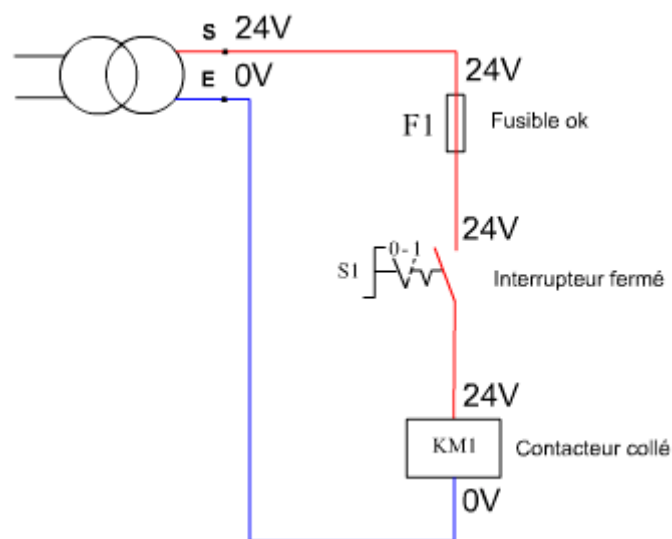 S 24V
E 0V
24V
F1 Fusible ok
24V
0-1
S1
Interrupteur fermé
24V
KM1 Contacteur collé
0V